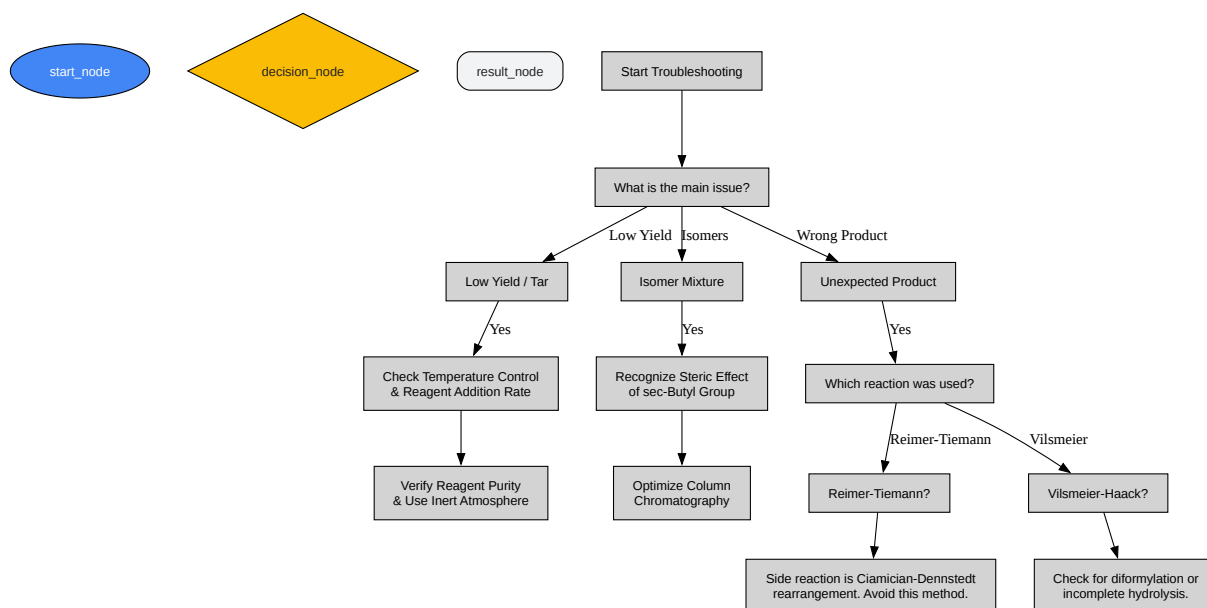 start_node
decision_node
result_node
Start Troubleshooting
What is the main issue?
Low Yield
Isomers
Wrong Product
Low Yield / Tar
Isomer Mixture
Unexpected Product
Yes
Yes
Yes
Check Temperature Control
& Reagent Addition Rate
Recognize Steric Effect
of sec-Butyl Group
Which reaction was used?
Reimer-Tiemann
Vilsmeier
Verify Reagent Purity
& Use Inert Atmosphere
Optimize Column
Chromatography
Reimer-Tiemann?
Vilsmeier-Haack?
Side reaction is Ciamician-Dennstedt
rearrangement. Avoid this method.
Check for diformylation or
incomplete hydrolysis.